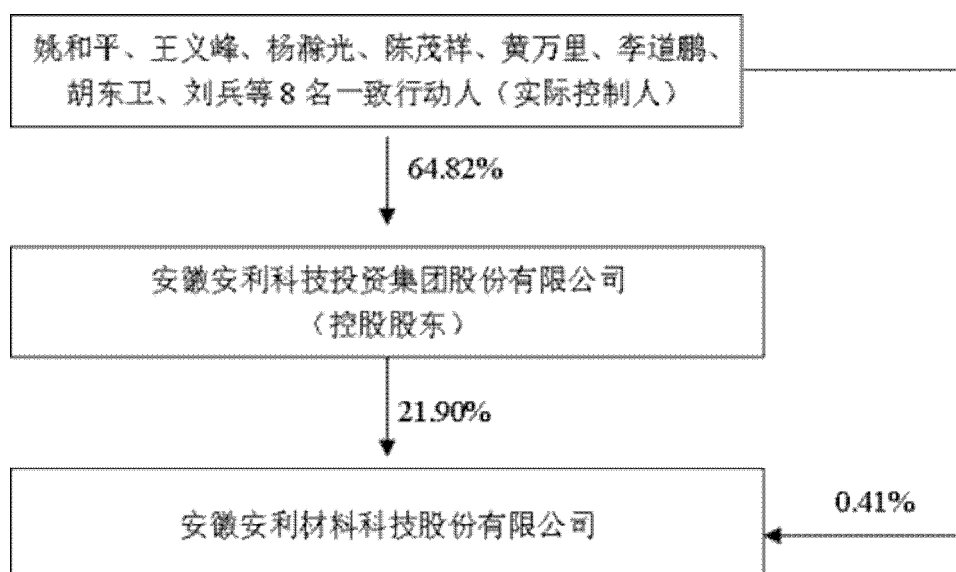 姚和平、王义峰、杨滁光、陈茂祥、黄万里、李道鹏、
胡东卫、刘兵等 8 名一致行动人（实际控制人）
64.82%
安徽安利科技投资集团股份有限公司
（控股股东）
21.90%
安徽安利材料科技股份有限公司
0.41%